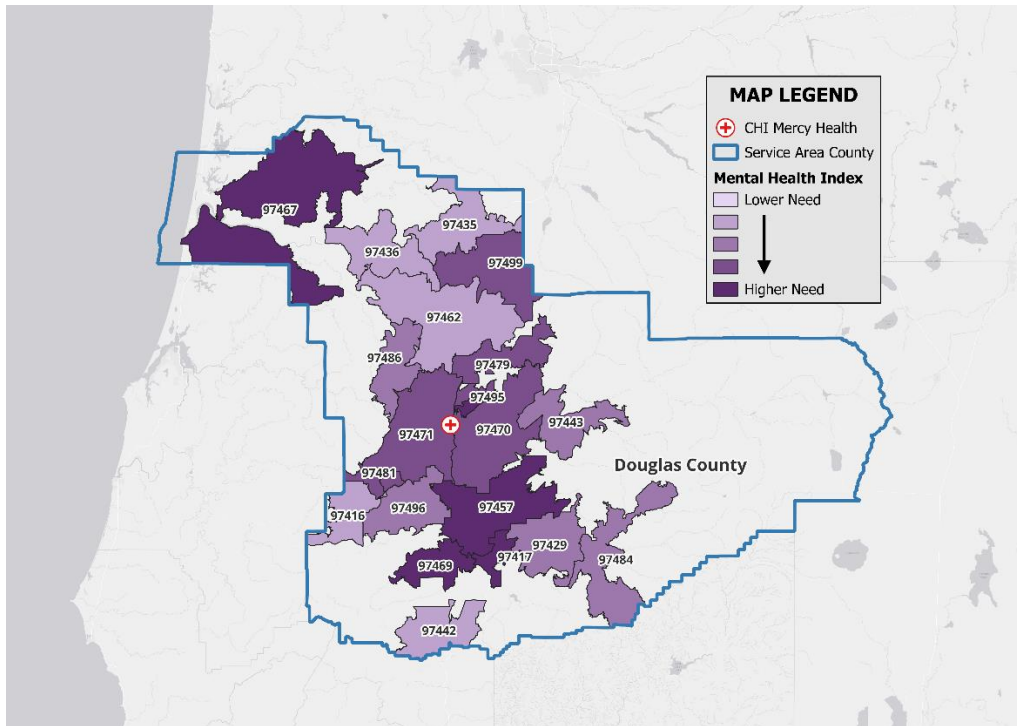 MAP LEGEND
CHI Mercy Health
Service Area County
Mental Health Index
Lower Need
Higher Need
97467
97435
97436
97499
97462
97486
97479
97495
97443
97471
97470
Douglas County
97481
97416
97496
97457
97429
97417
97484
97469
97442